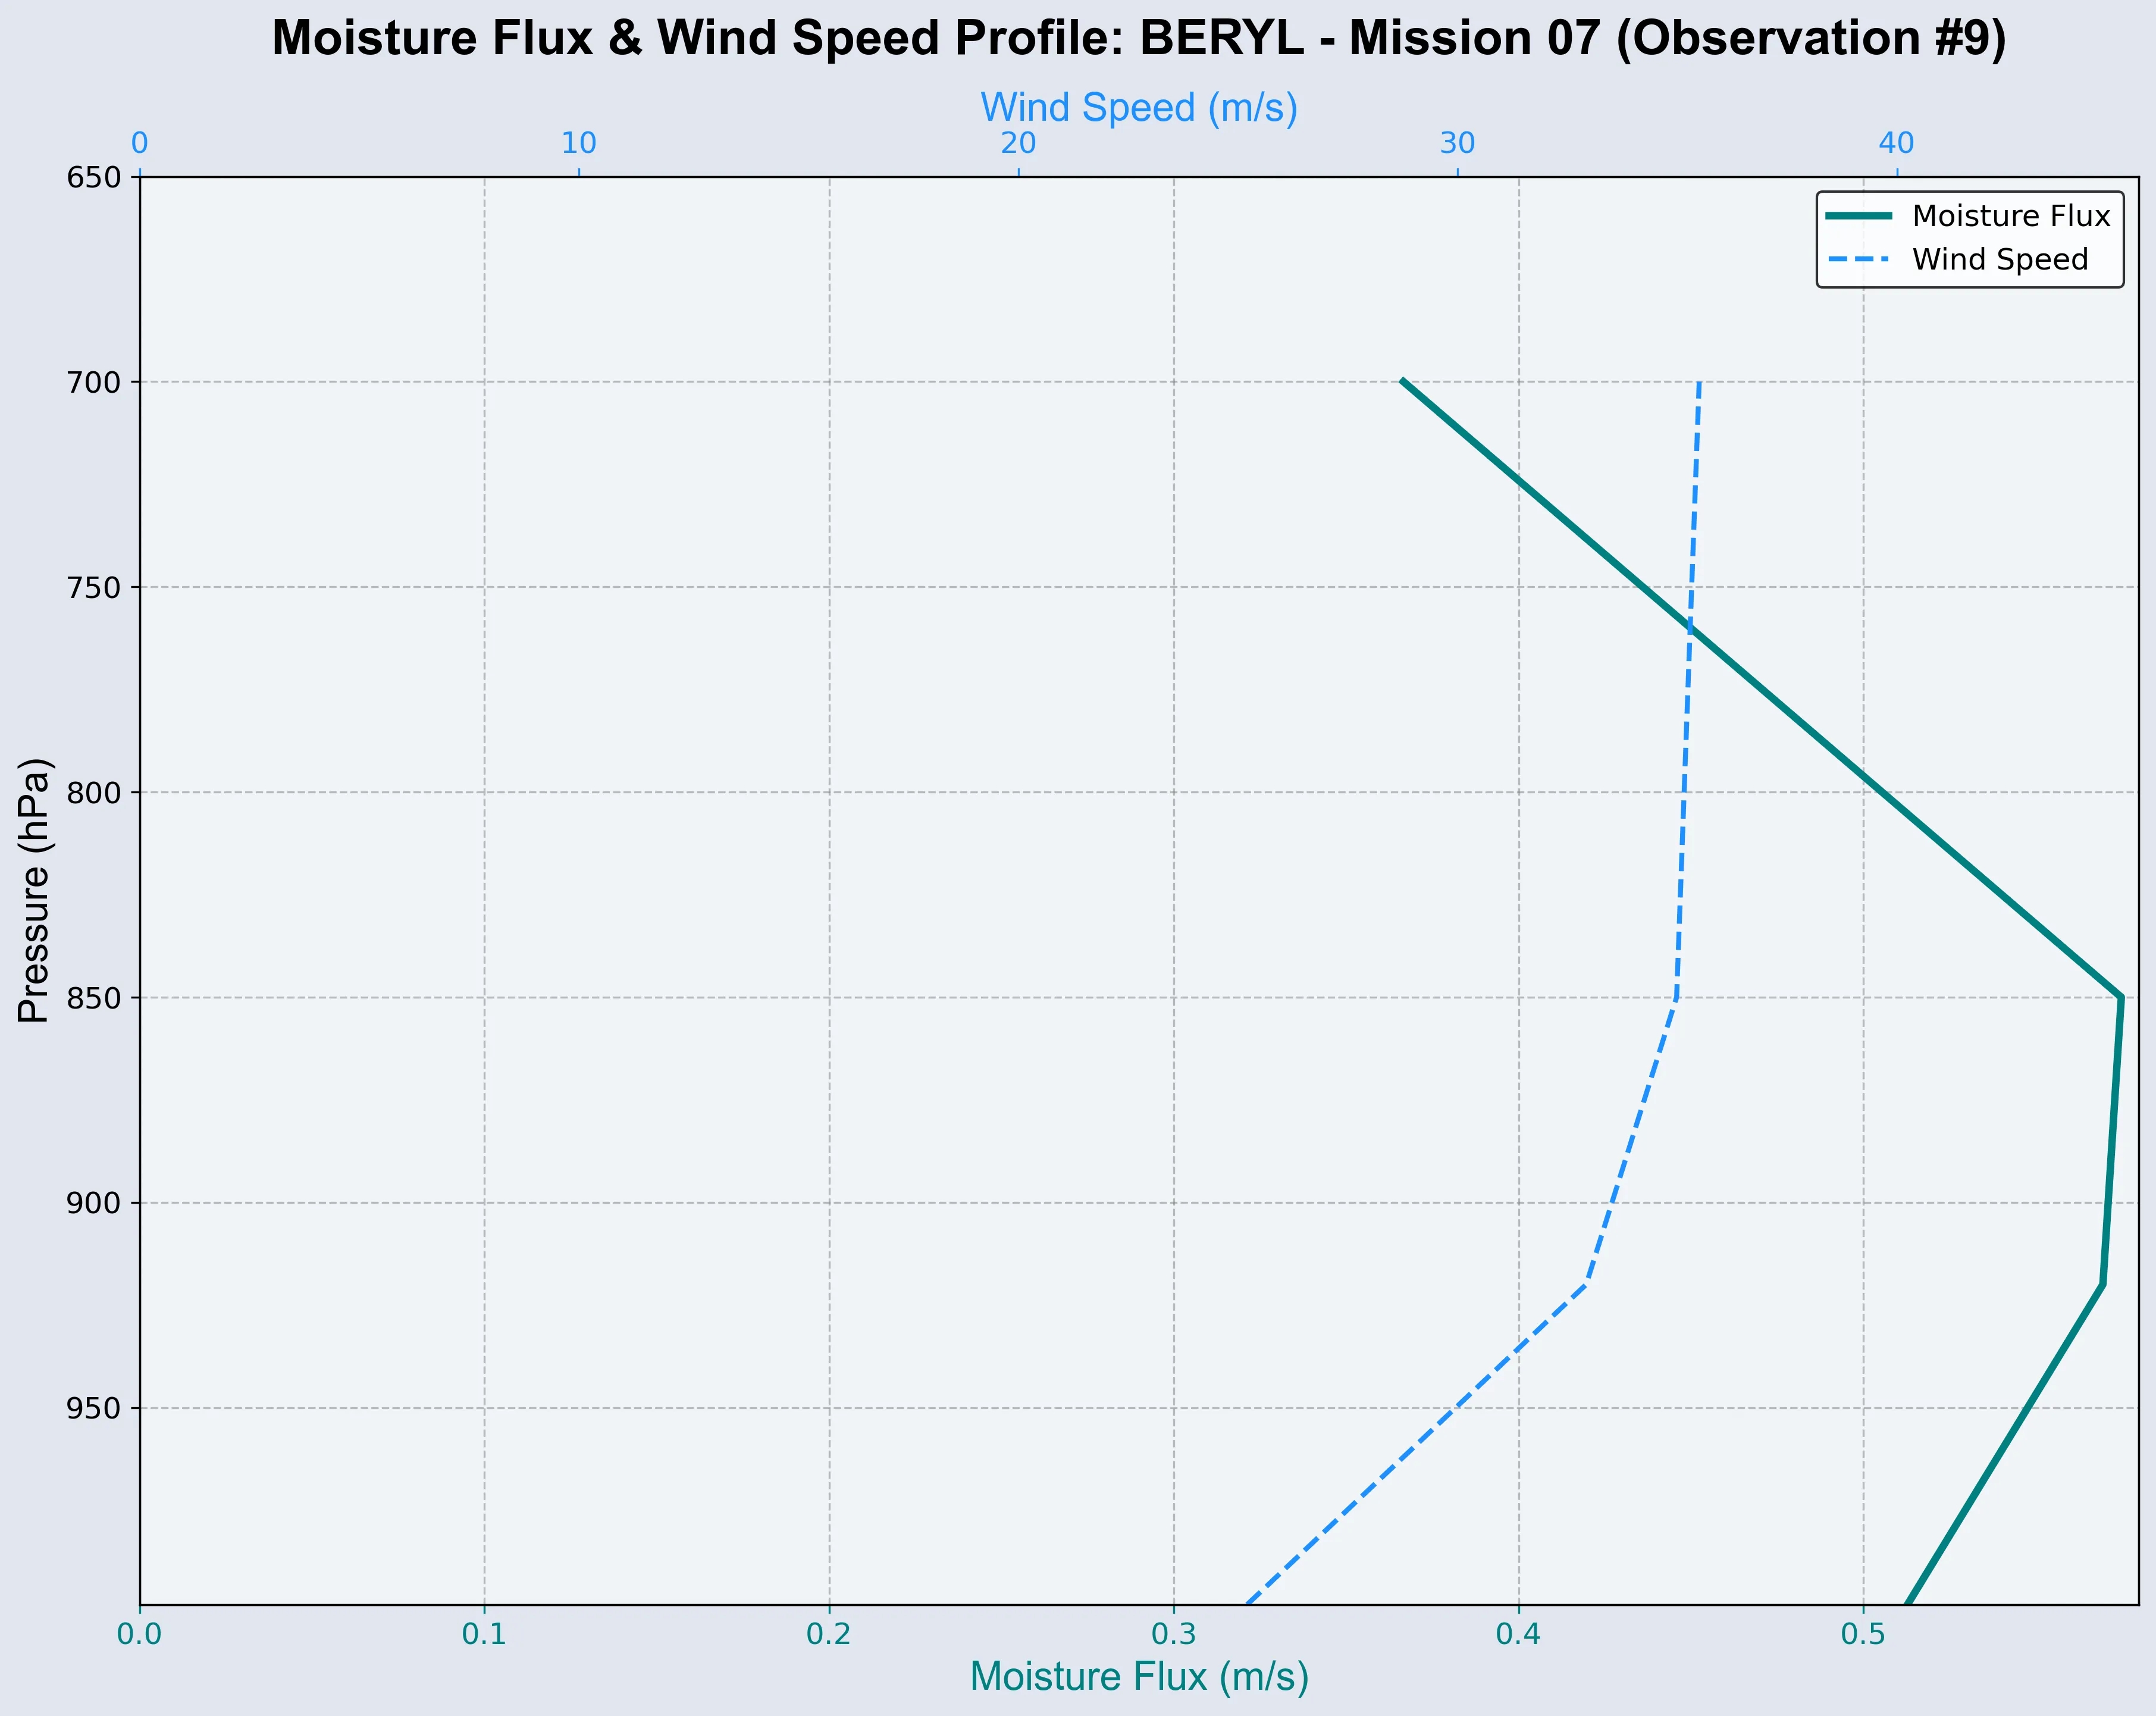 Moisture Flux & Wind Speed Profile: BERYL - Mission 07 (Observation #9)
Wind Speed (m/s)
0 10 20 30 40
Moisture Flux
Wind Speed
Pressure (hPa)
650
700
750
800
850
900
950
0.0 0.1 0.2 0.3 0.4 0.5
Moisture Flux (m/s)